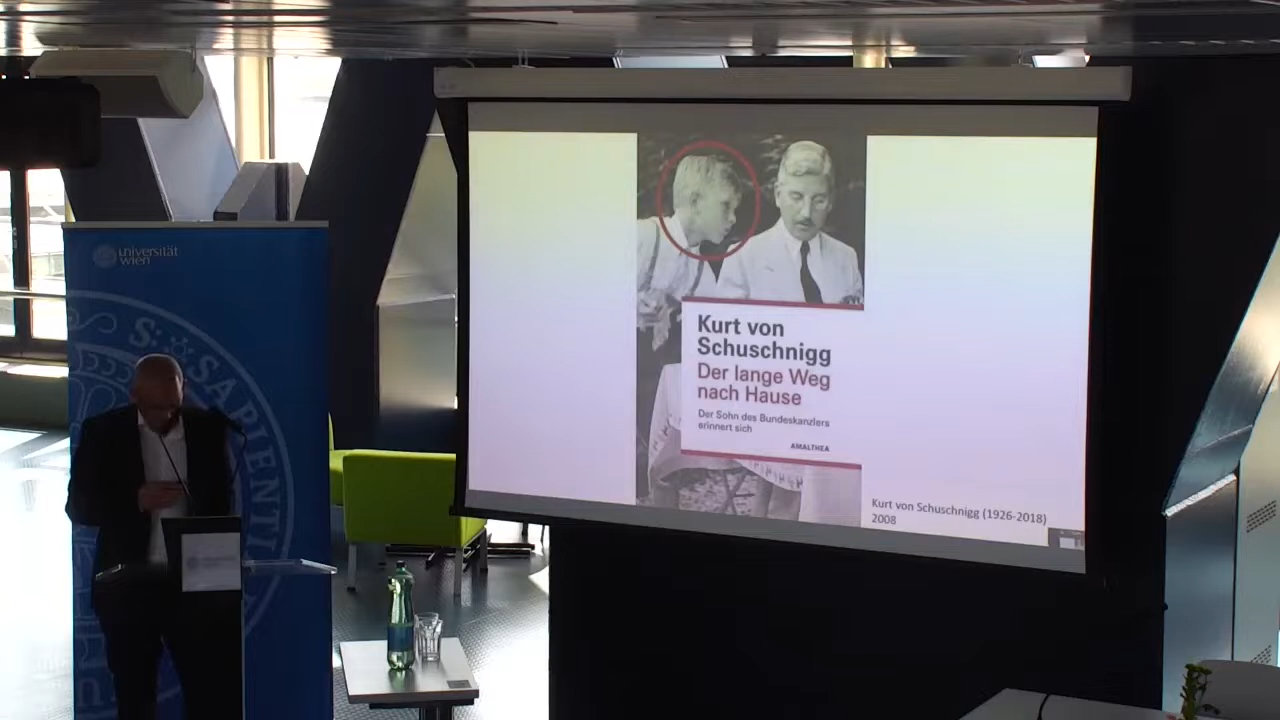 universität
wien
S: SAPIENTI
Kurt von
Schuschnigg
Der lange Weg
nach Hause
Der Sohn des Bundeskanzlers
erinnert sich
AMALTHEA
Kurt von Schuschnigg (1926-2018)
2008